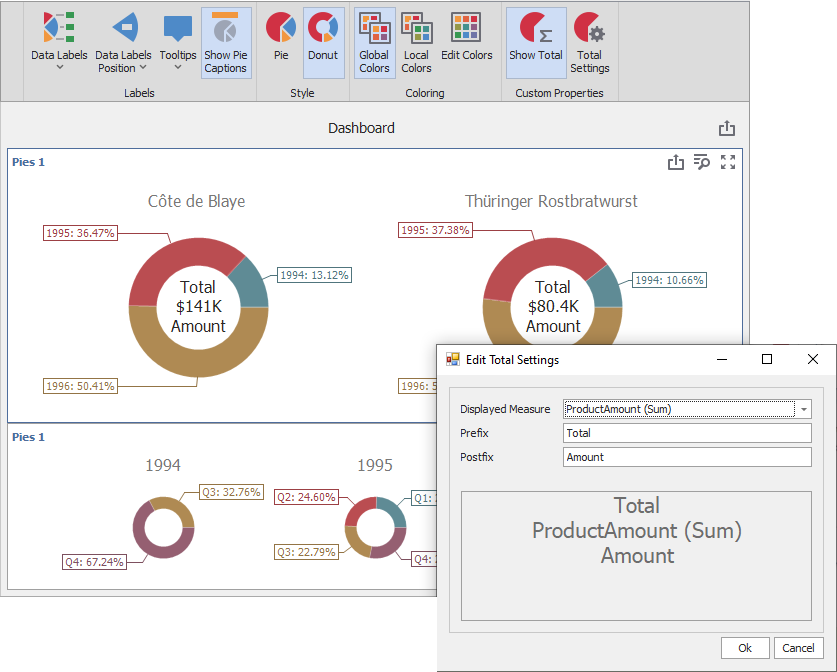 Data Labels
Data Labels
Position
Tooltips
Show Pie
Captions
Pie
Donut
Global
Colors
Local
Colors
Edit Colors
Show Total
Total
Settings
Labels
Style
Coloring
Custom Properties
Dashboard
Pies 1
Côte de Blaye
Thüringer Rostbratwurst
1995: 36.47%
1995: 37.38%
1994: 13.12%
1994: 10.66%
Total
$141K
Amount
Total
$80.4K
Amount
1996: 50.41%
1996: 5
Pies 1
1994
1995
Q3: 32.76%
Q2: 24.60%
Q1:
Q3: 22.79%
Q4: 67.24%
Q4:
Edit Total Settings
Displayed Measure
ProductAmount (Sum)
Prefix
Total
Postfix
Amount
Total
ProductAmount (Sum)
Amount
Ok
Cancel